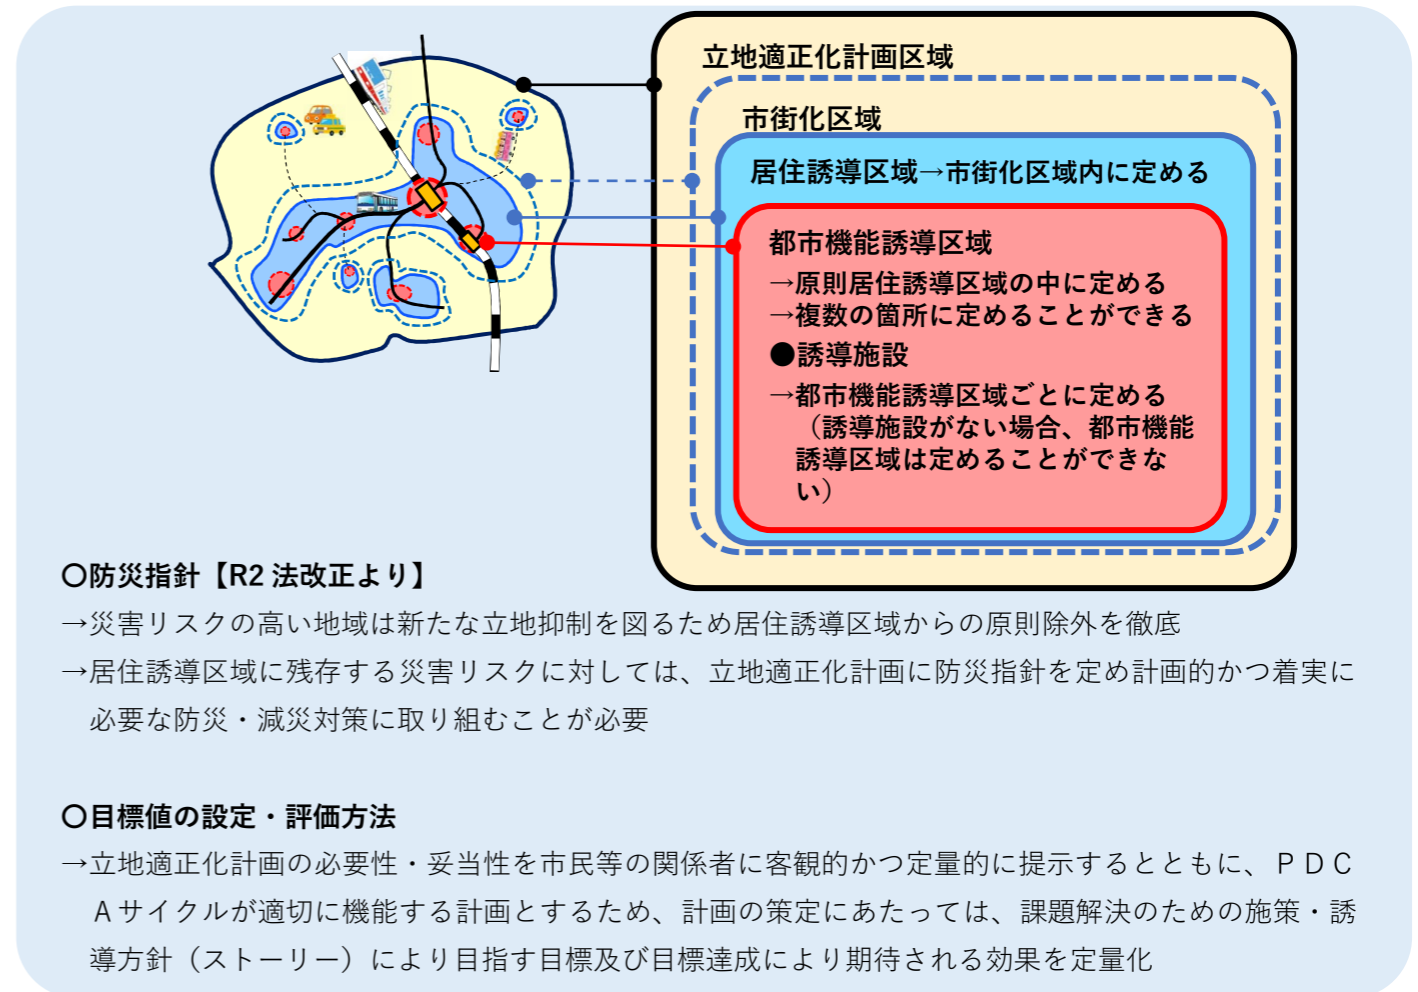 立地適正化計画区域
市街化区域
居住誘導区域→市街化区域内に定める
都市機能誘導区域
→原則居住誘導区域の中に定める
→複数の箇所に定めることができる
●誘導施設
→都市機能誘導区域ごとに定める
（誘導施設がない場合、都市機能
誘導区域は定めることができな
い）
〇防災指針【R2 法改正より】
→災害リスクの高い地域は新たな立地抑制を図るため居住誘導区域からの原則除外を徹底
→居住誘導区域に残存する災害リスクに対しては、立地適正化計画に防災指針を定め計画的かつ着実に
必要な防災・減災対策に取り組むことが必要
〇目標値の設定・評価方法
→立地適正化計画の必要性・妥当性を市民等の関係者に客観的かつ定量的に提示するとともに、ＰＤＣ
Ａサイクルが適切に機能する計画とするため、計画の策定にあたっては、課題解決のための施策・誘
導方針（ストーリー）により目指す目標及び目標達成により期待される効果を定量化